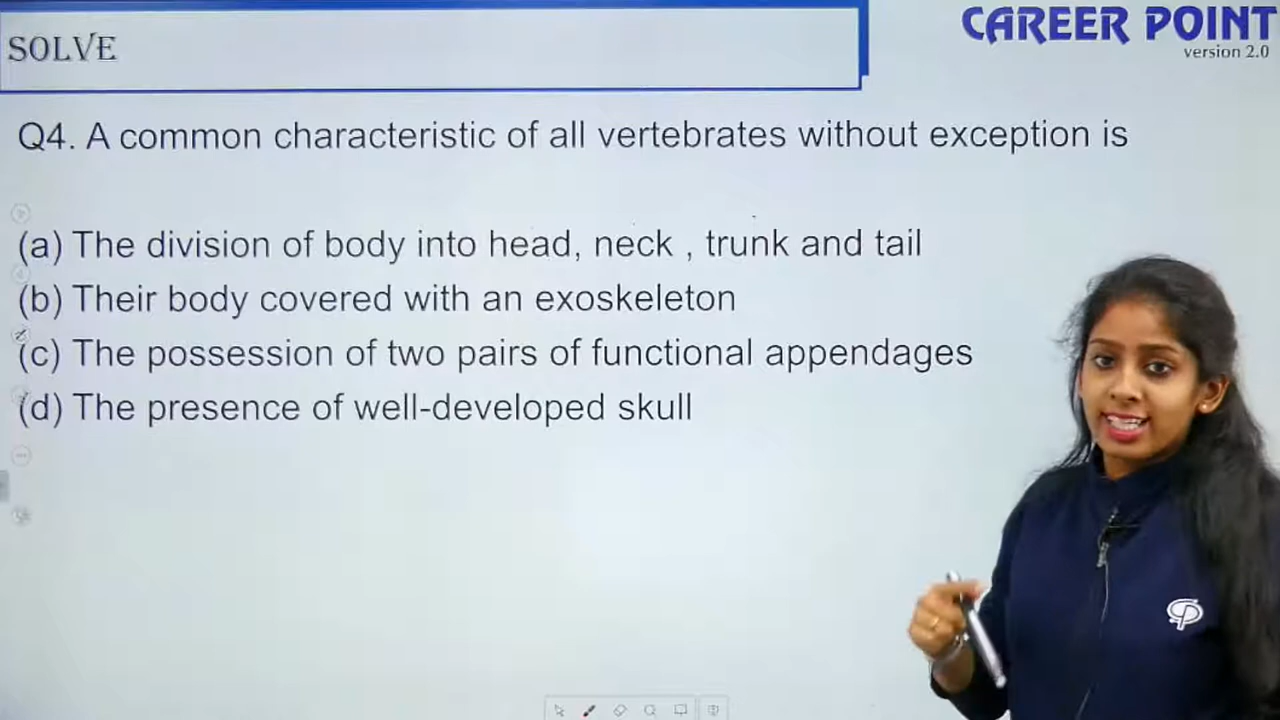 SOLVE
CAREER POINT
version 2.0
Q4. A common characteristic of all vertebrates without exception is
(a) The division of body into head, neck , trunk and tail
(b) Their body covered with an exoskeleton
(c) The possession of two pairs of functional appendages
(d) The presence of well-developed skull